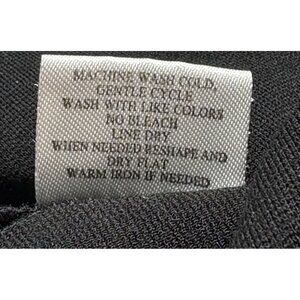 MACHINE WASH COLD,
GENTLE CYCLE
WASH WITH LIKE COLORS
NO BLEACH
LINE DRY
WHEN NEEDED RESHAPE AND
DRY FLAT
WARM IRON IF NEEDED